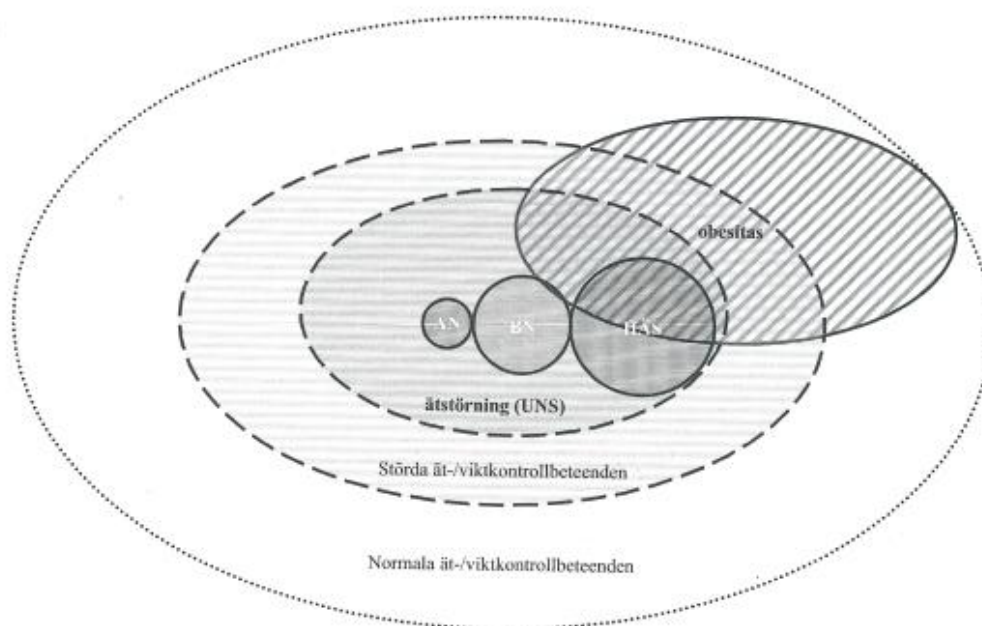 obesitas
AN
BN
HÄS
ätstörning (UNS)
Störda ät-/viktkontrollbeteenden
Normala ät-/viktkontrollbeteenden